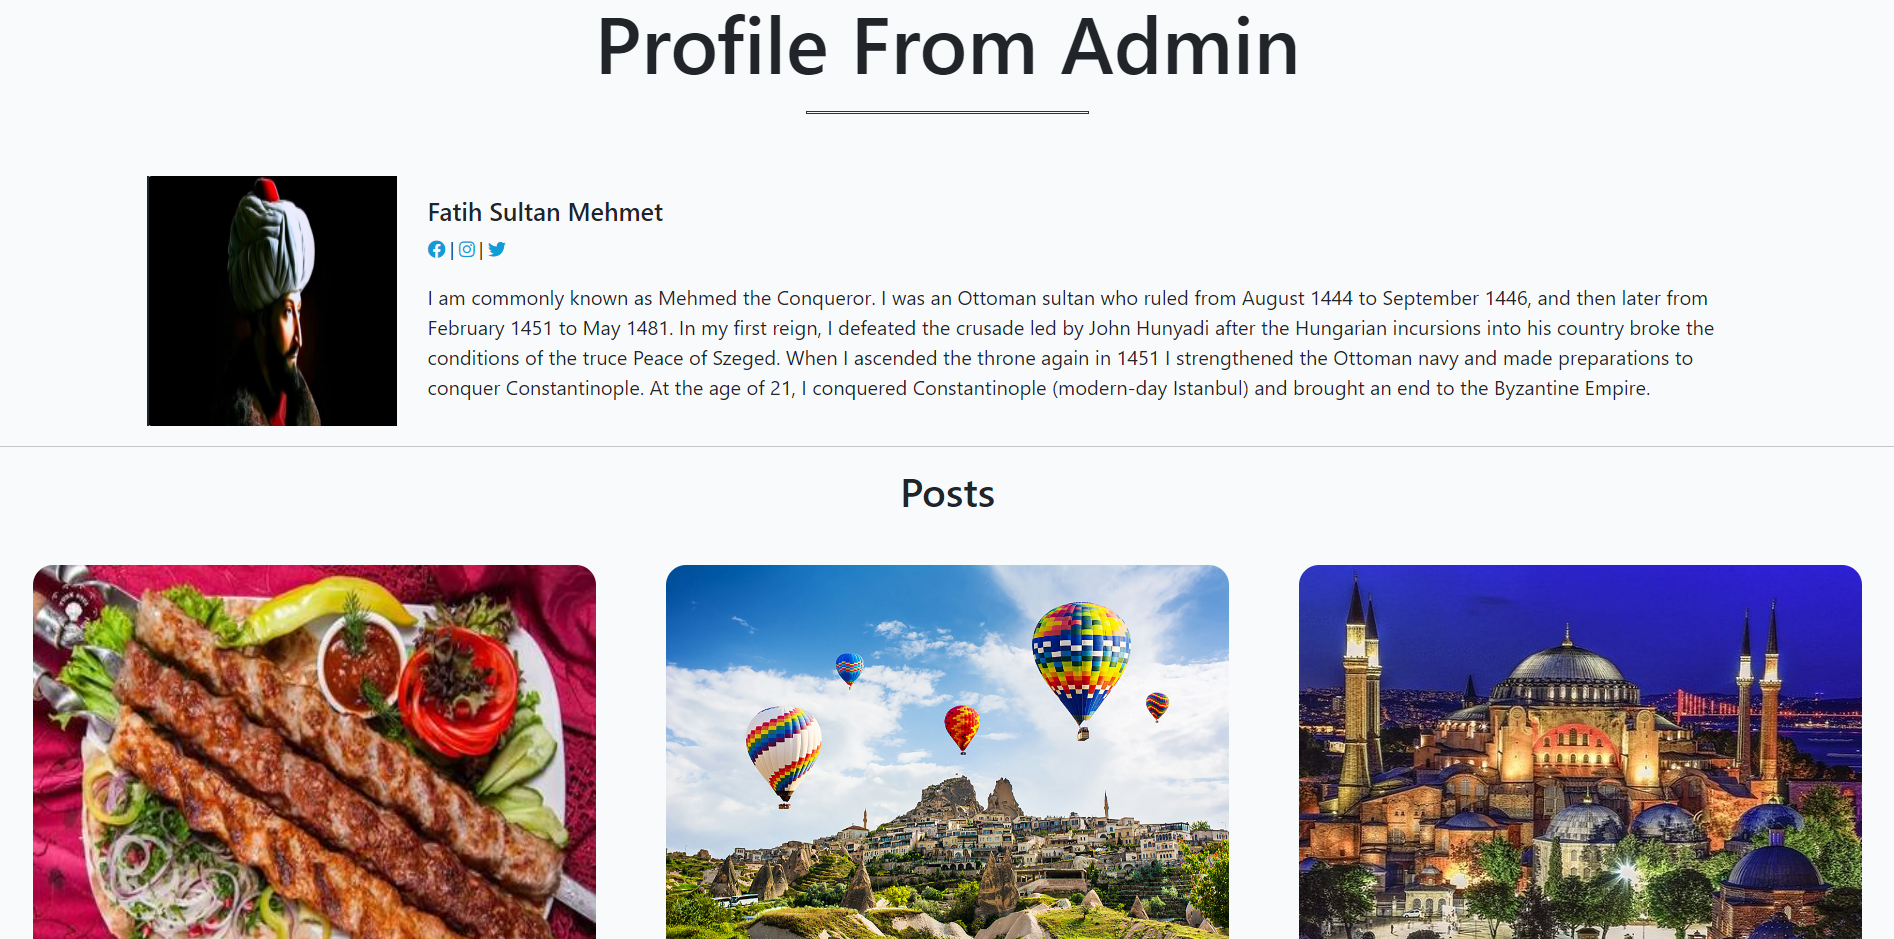 Profile From Admin
Fatih Sultan Mehmet
| |
I am commonly known as Mehmed the Conqueror. I was an Ottoman sultan who ruled from August 1444 to September 1446, and then later from
February 1451 to May 1481. In my first reign, I defeated the crusade led by John Hunyadi after the Hungarian incursions into his country broke the
conditions of the truce Peace of Szeged. When I ascended the throne again in 1451 I strengthened the Ottoman navy and made preparations to
conquer Constantinople. At the age of 21, I conquered Constantinople (modern-day Istanbul) and brought an end to the Byzantine Empire.
Posts